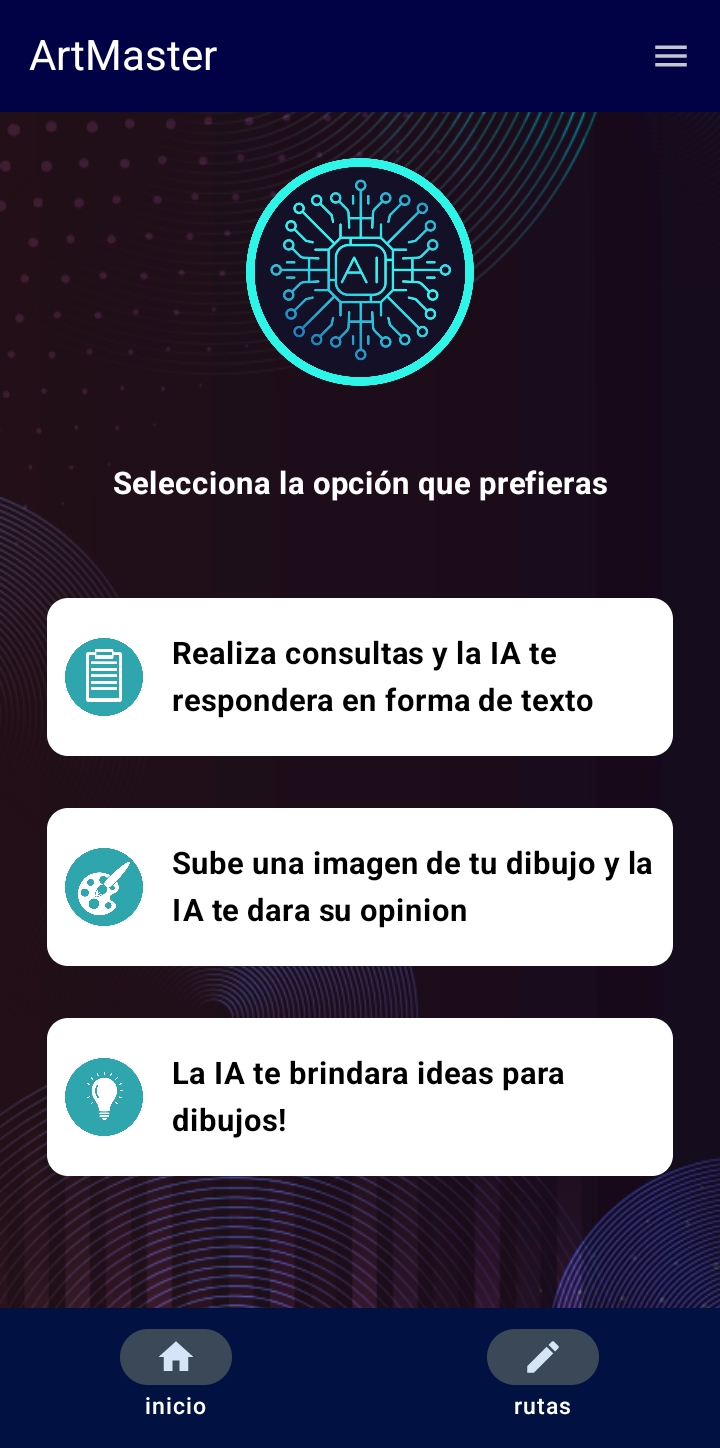 ArtMaster
AI
Selecciona la opción que prefieras
Realiza consultas y la IA te
respondera en forma de texto
Sube una imagen de tu dibujo y la
IA te dara su opinion
La IA te brindara ideas para
dibujos!
inicio
rutas